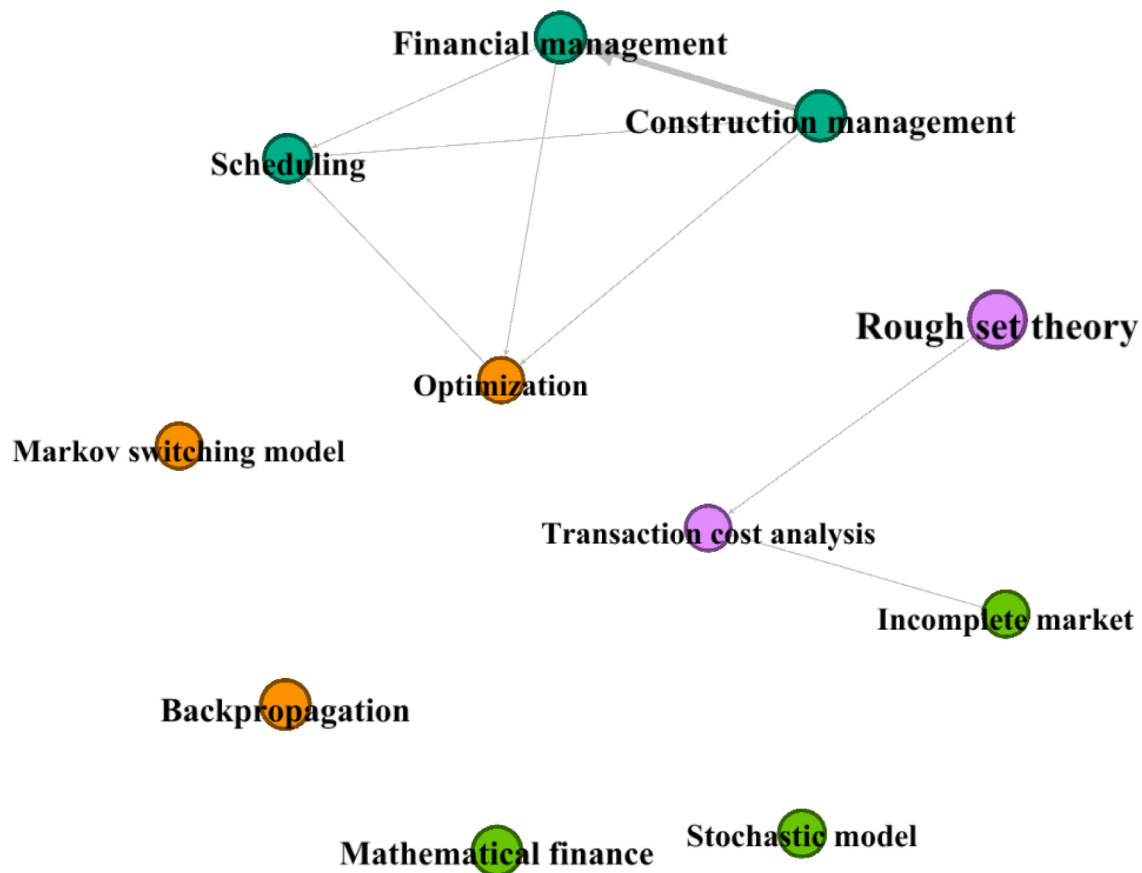 Financial management
Construction management
Scheduling
Rough set theory
Optimization
Markov switching model
Transaction cost analysis
Incomplete market
Backpropagation
Stochastic model
Mathematical finance